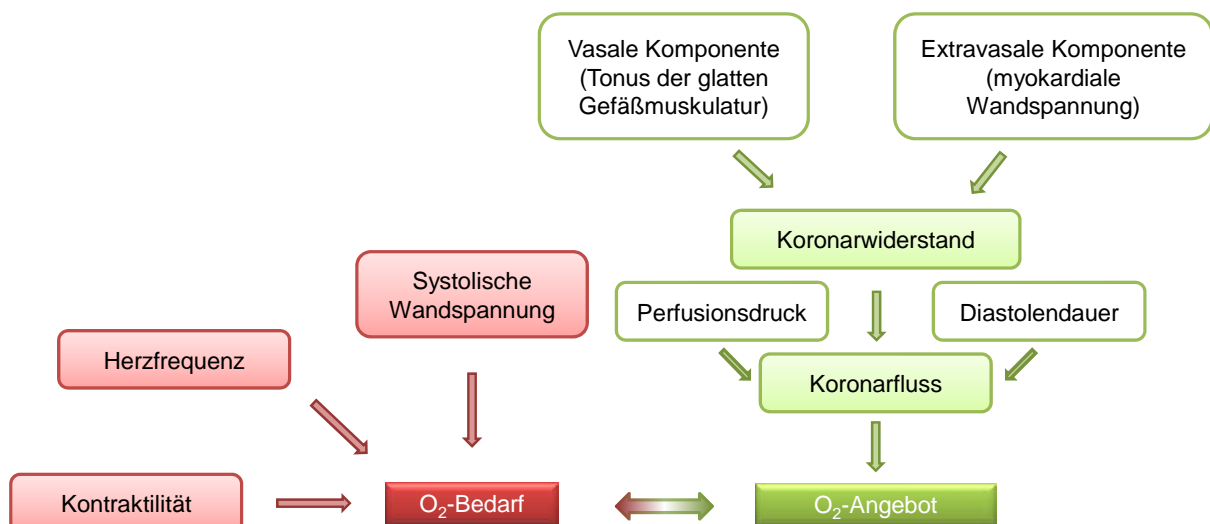 Vasale Komponente
(Tonus der glatten
Gefäßmuskulatur)
Extravasale Komponente
(myokardiale
Wandspannung)
Koronarwiderstand
Systolische
Wandspannung
Perfusionsdruck
Diastolendauer
Herzfrequenz
Koronarfluss
Kontraktilität
O₂-Bedarf
O₂-Angebot